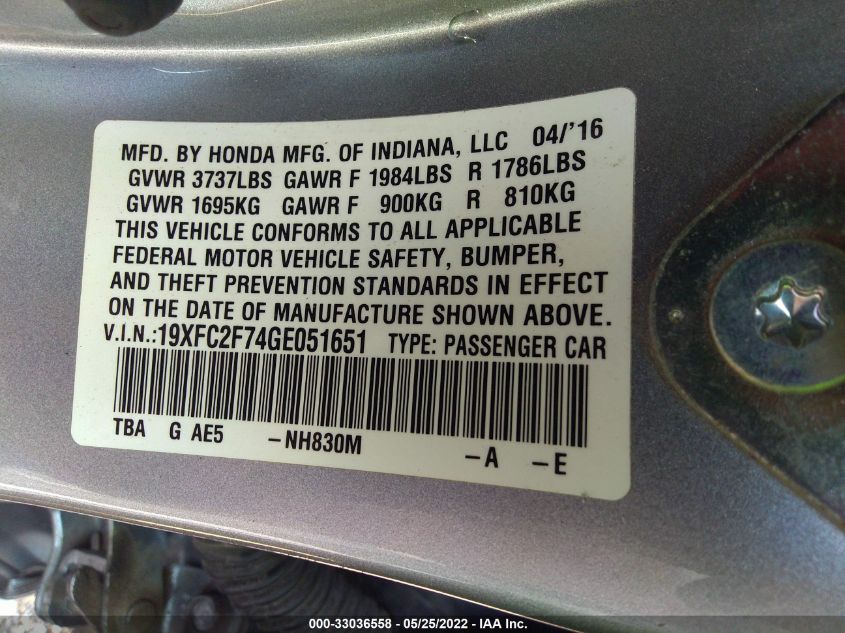 MFD. BY HONDA MFG. OF INDIANA, LLC 04/'16
GVWR 3737LBS GAWR F 1984LBS R 1786LBS
GVWR 1695KG GAWR F 900KG R 810KG
THIS VEHICLE CONFORMS TO ALL APPLICABLE
FEDERAL MOTOR VEHICLE SAFETY, BUMPER,
AND THEFT PREVENTION STANDARDS IN EFFECT
ON THE DATE OF MANUFACTURE SHOWN ABOVE.
V.I.N.:19XFC2F74GE051651 TYPE: PASSENGER CAR
TBA G AE5 -NH830M -A -E
000-33036558 - 05/25/2022 - IAA Inc.